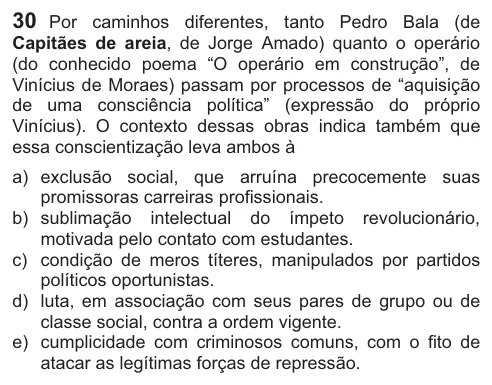 30 Por caminhos diferentes, tanto Pedro Bala (de
Capitães de areia, de Jorge Amado) quanto o operário
(do conhecido poema “O operário em construção”, de
Vinícius de Moraes) passam por processos de “aquisição
de uma consciência política” (expressão do próprio
Vinícius). O contexto dessas obras indica também que
essa conscientização leva ambos à
a) exclusão social, que arruína precocemente suas
promissoras carreiras profissionais.
b) sublimação intelectual do ímpeto revolucionário,
motivada pelo contato com estudantes.
c) condição de meros títeres, manipulados por partidos
políticos oportunistas.
d) luta, em associação com seus pares de grupo ou de
classe social, contra a ordem vigente.
e) cumplicidade com criminosos comuns, com o fito de
atacar as legítimas forças de repressão.